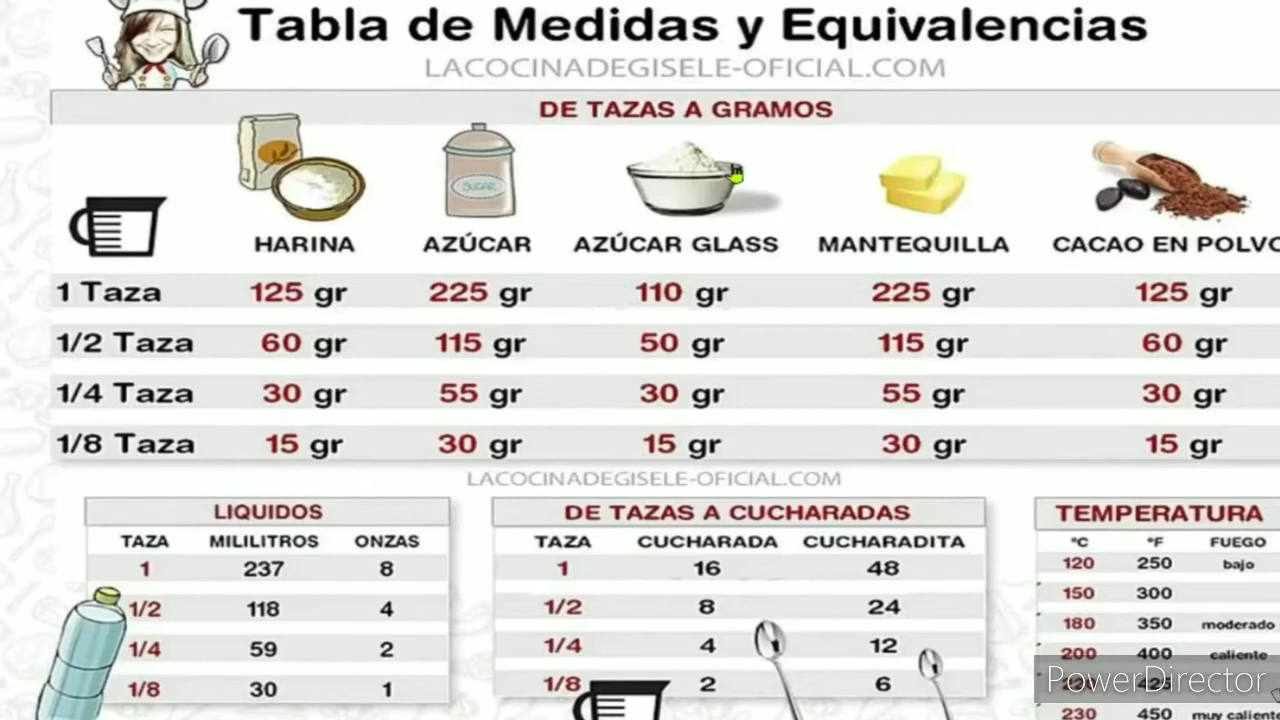 Tabla de Medidas y Equivalencias
LACOCINADEGISELE-OFICIAL.COM
DE TAZAS A GRAMOS
SUGAR
HARINA AZÚCAR AZÚCAR GLASS MANTEQUILLA CACAO EN POLVO
1 Taza 125 gr 225 gr 110 gr 225 gr 125 gr
1/2 Taza 60 gr 115 gr 50 gr 115 gr 60 gr
1/4 Taza 30 gr 55 gr 30 gr 55 gr 30 gr
1/8 Taza 15 gr 30 gr 15 gr 30 gr 15 gr
LACOCINADEGISELE-OFICIAL.COM
LIQUIDOS
TAZA MILILITROS ONZAS
1 237 8
1/2 118 4
1/4 59 2
1/8 30 1
DE TAZAS A CUCHARADAS
TAZA CUCHARADA CUCHARADITA
1 16 48
1/2 8 24
1/4 4 12
1/8 2 6
TEMPERATURA
°C °F FUEGO
120 250 bajo
150 300
180 350 moderado
200 400 caliente
425
230 450 muy caliente
PowerDirector